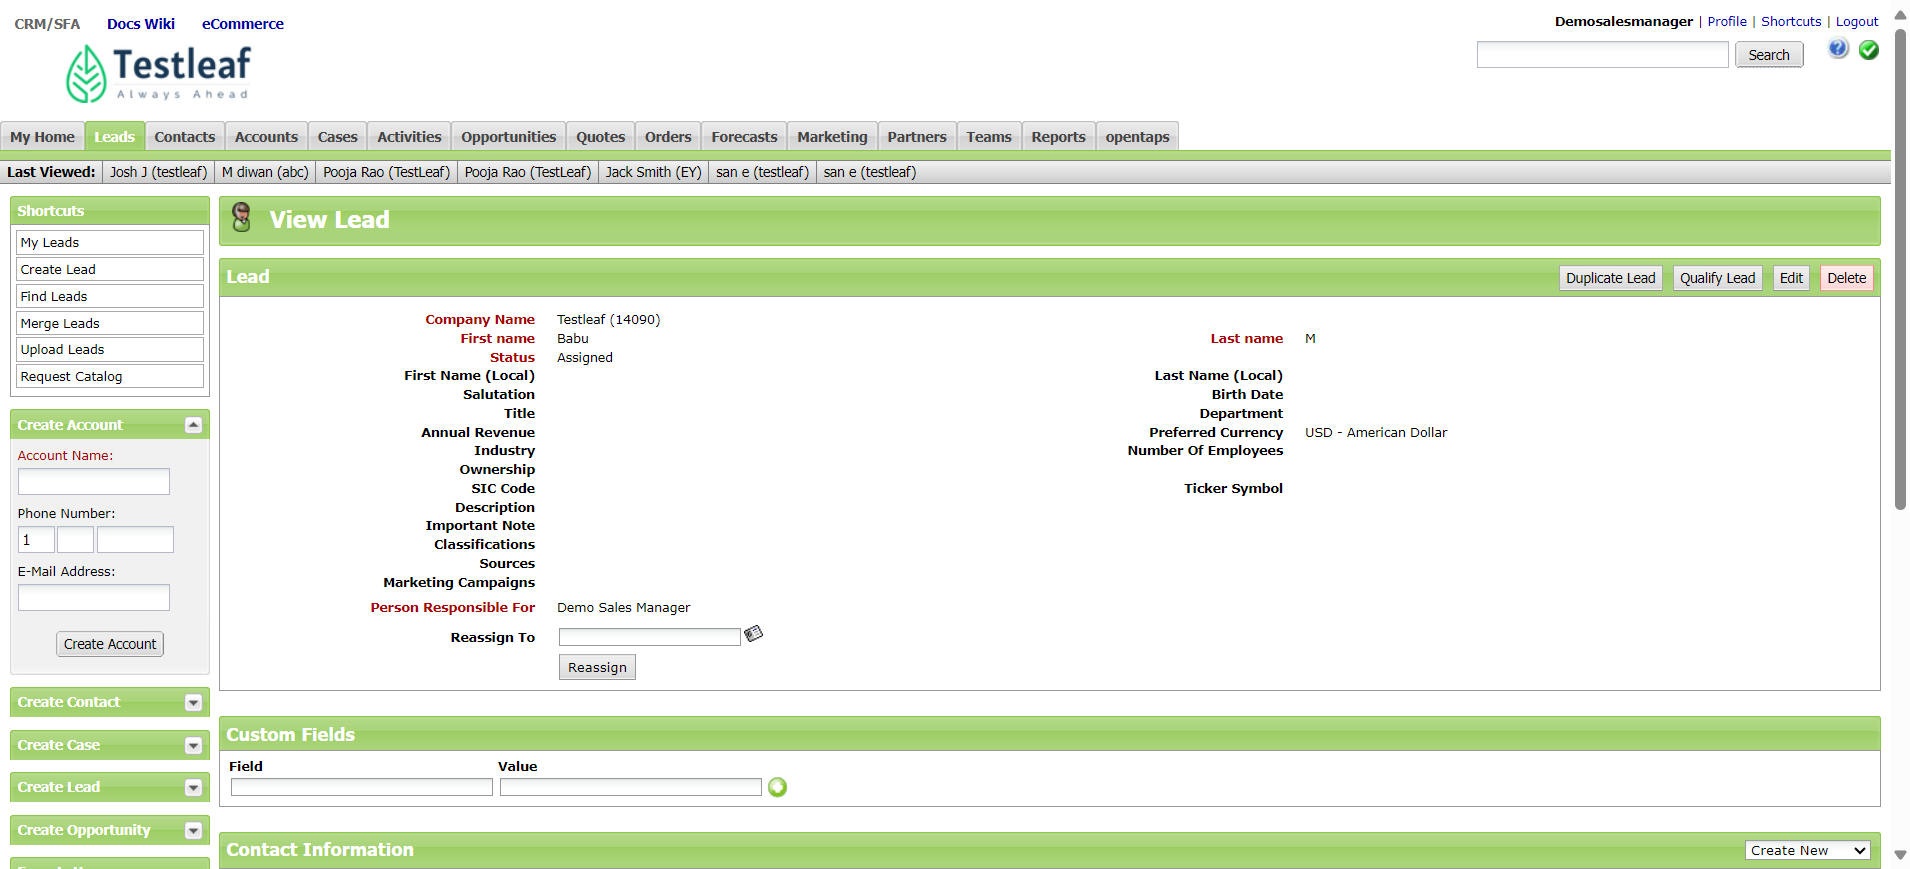 CRM/SFA Docs Wiki eCommerce
Demosalesmanager | Profile | Shortcuts | Logout
Testleaf
Always Ahead
Search
My Home Leads Contacts Accounts Cases Activities Opportunities Quotes Orders Forecasts Marketing Partners Teams Reports opentaps
Last Viewed: Josh J (testleaf) M diwan (abc) Pooja Rao (TestLeaf) Pooja Rao (TestLeaf) Jack Smith (EY) san e (testleaf) san e (testleaf)
Shortcuts
My Leads
Create Lead
Find Leads
Merge Leads
Upload Leads
Request Catalog
Create Account
Account Name:
Phone Number:
1
E-Mail Address:
Create Account
Create Contact
Create Case
Create Lead
Create Opportunity
View Lead
Lead Duplicate Lead Qualify Lead Edit Delete
Company Name Testleaf (14090)
First name Babu Last name M
Status Assigned
First Name (Local) Last Name (Local)
Salutation Birth Date
Title Department
Annual Revenue Preferred Currency USD - American Dollar
Industry Number Of Employees
Ownership
SIC Code Ticker Symbol
Description
Important Note
Classifications
Sources
Marketing Campaigns
Person Responsible For Demo Sales Manager
Reassign To
Reassign
Custom Fields
Field Value
Contact Information Create New